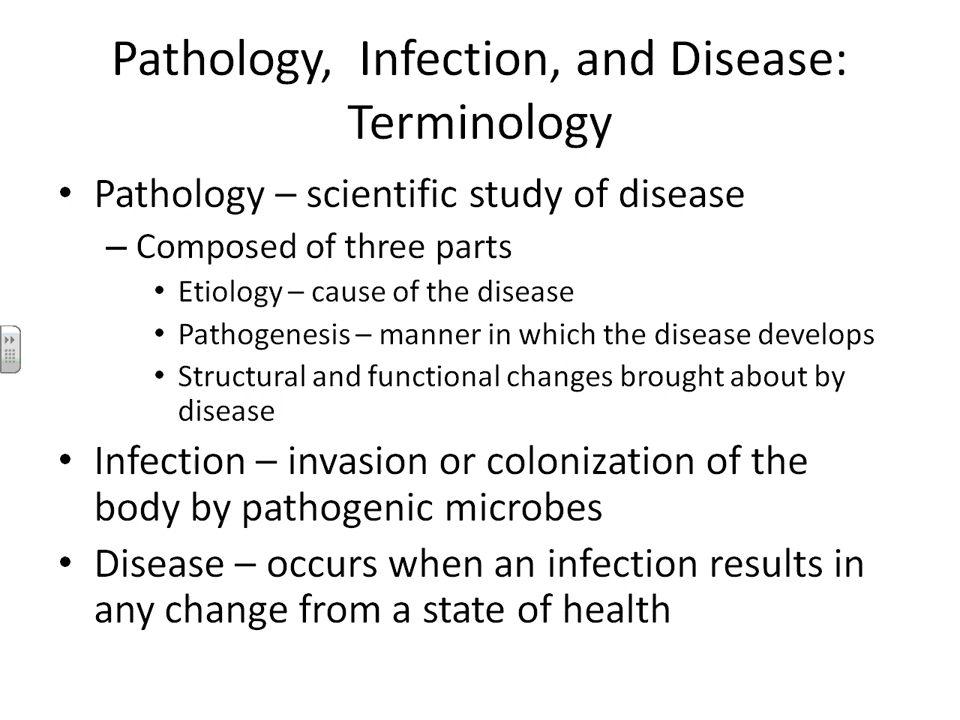 Pathology,  Infection, and Disease:
Terminology
• Pathology – scientific study of disease
– Composed of three parts
• Etiology – cause of the disease
• Pathogenesis – manner in which the disease develops
• Structural and functional changes brought about by
disease
• Infection – invasion or colonization of the
body by pathogenic microbes
• Disease – occurs when an infection results in
any change from a state of health